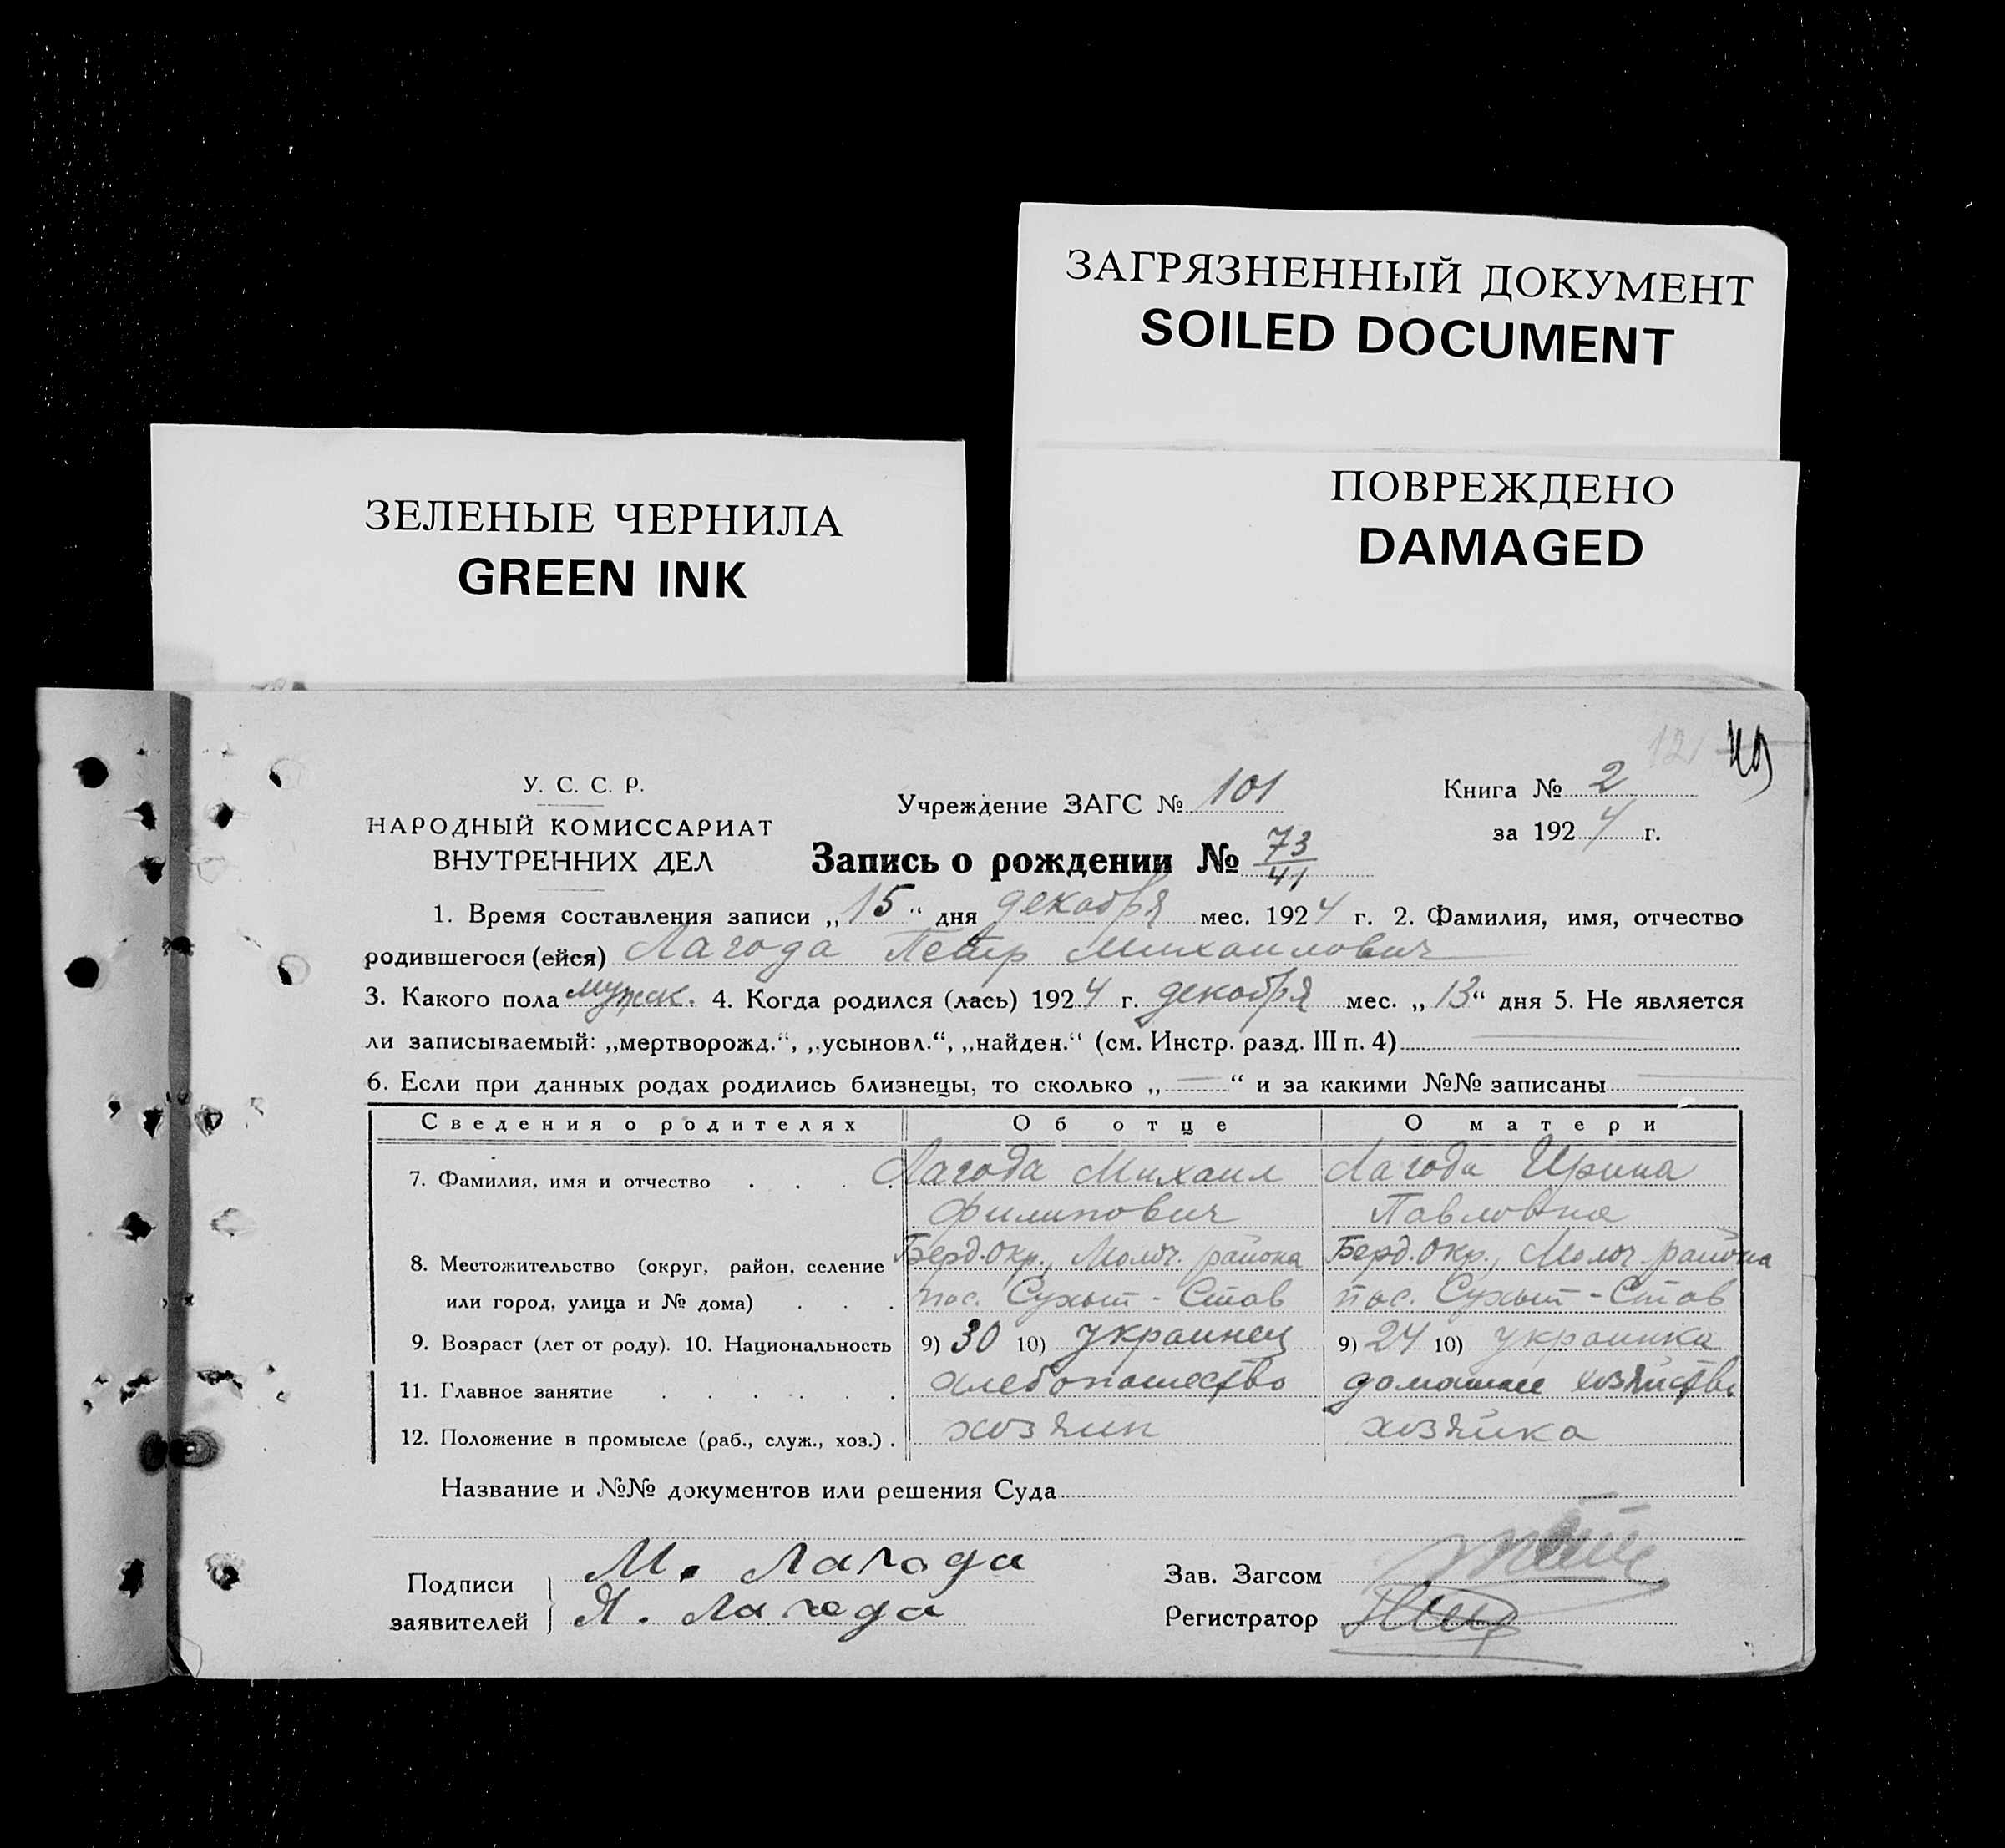 ЗАГРЯЗНЕННЫЙ ДОКУМЕНТ
SOILED DOCUMENT
ПОВРЕЖДЕНО
DAMAGED
ЗЕЛЕНЫЕ ЧЕРНИЛА
GREEN INK
У. С. С. Р.
НАРОДНЫЙ КОМИССАРИАТ
ВНУТРЕННИХ ДЕЛ
Учреждение ЗАГС № 101
Книга № 2
за 1924 г.
Запись о рождении № 73/41
1. Время составления записи „15“ дня декабря мес. 1924 г. 2. Фамилия, имя, отчество
родившегося (ейся) Лагода Петр Михаилович
3. Какого пола мужск. 4. Когда родился (лась) 1924 г. декабря мес. „13“ дня 5. Не является
ли записываемый: „мертворожд.“, „усыновл.“, „найден.“ (см. Инстр. разд. III п. 4)
6. Если при данных родах родились близнецы, то сколько „—“ и за какими №№ записаны
Сведения о родителях Об отце О матери
7. Фамилия, имя и отчество Лагода Михаил Лагода Ирина
Филипович Павловна
8. Местожительство (округ, район, селение Берд. Окр., Молоч. района Берд. Окр., Молоч. района
или город, улица и № дома) пос. Сухой-Став пос. Сухой-Став
9. Возраст (лет от роду). 10. Национальность 9) 30 10) украинец 9) 24 10) украинка
11. Главное занятие хлебопашество домашнее хозяйство
12. Положение в промысле (раб., служ., хоз.). хозяин хозяйка
Название и №№ документов или решения Суда
Подписи М. Лагода Зав. Загсом
заявителей Я. Лагода Регистратор